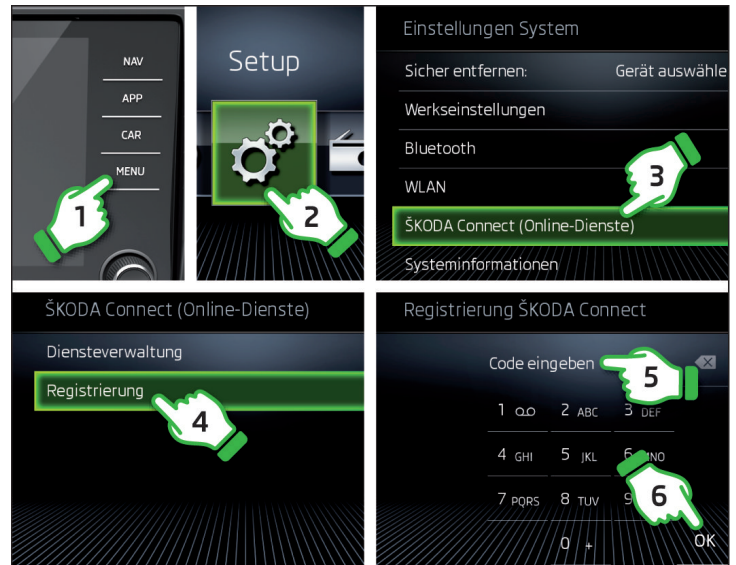 NAV
APP
CAR
MENU
1
Setup
2
Einstellungen System
Sicher entfernen: Gerät auswähle
Werkseinstellungen
Bluetooth
WLAN
3
ŠKODA Connect (Online-Dienste)
Systeminformationen
ŠKODA Connect (Online-Dienste)
Diensteverwaltung
Registrierung
4
Registrierung ŠKODA Connect
Code eingeben
5
1 2 ABC 3 DEF
4 GHI 5 JKL 6 MNO
7 PQRS 8 TUV 9
6
0 + OK